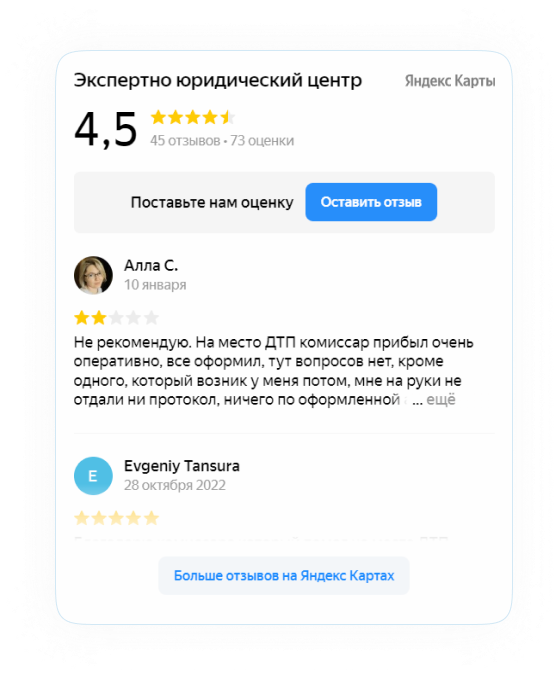 Экспертно юридический центр
Яндекс Карты
4,5
45 отзывов • 73 оценки
Поставьте нам оценку
Оставить отзыв
Алла С.
10 января
Не рекомендую. На место ДТП комиссар прибыл очень
оперативно, все оформил, тут вопросов нет, кроме
одного, который возник у меня потом, мне на руки не
отдали ни протокол, ничего по оформленной ... ещё
E
Evgeniy Tansura
28 октября 2022
Больше отзывов на Яндекс Картах